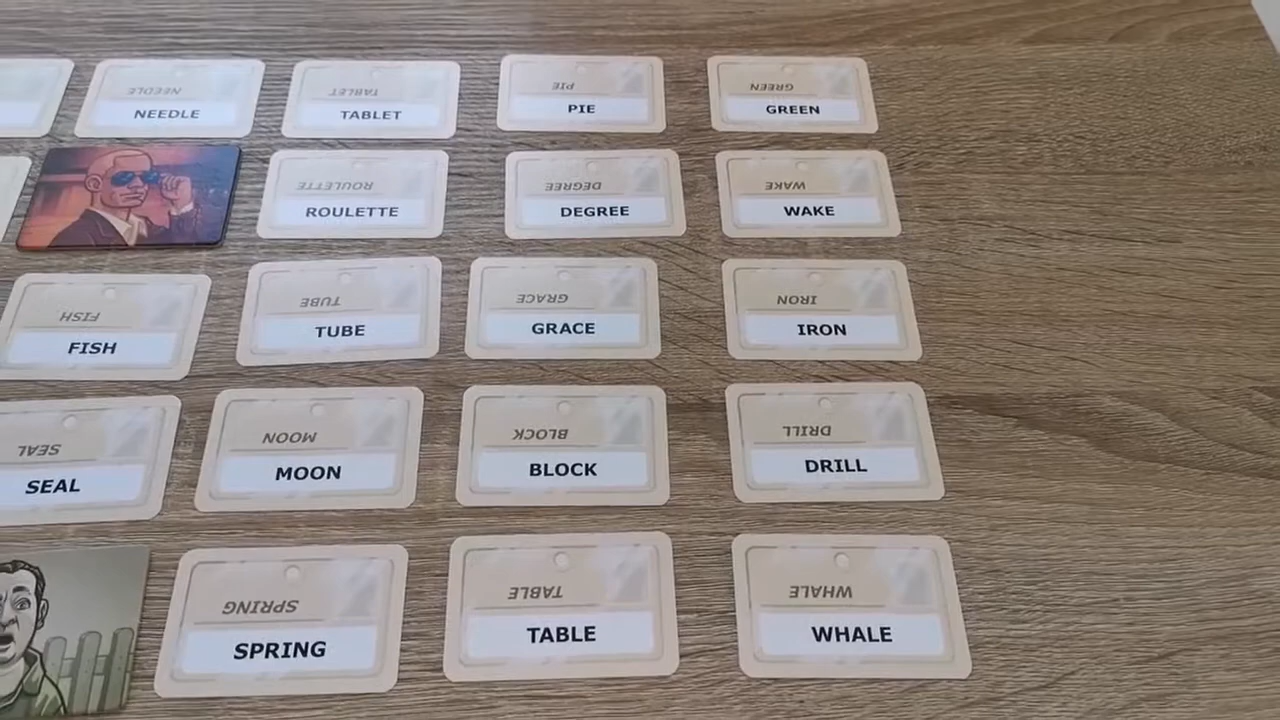 NEEDLE
NEEDLE
TABLET
TABLET
PIE
PIE
GREEN
GREEN
ROULETTE
ROULETTE
DEGREE
DEGREE
WAKE
WAKE
FISH
FISH
TUBE
TUBE
GRACE
GRACE
IRON
IRON
SEAL
SEAL
MOON
MOON
BLOCK
BLOCK
DRILL
DRILL
SPRING
SPRING
TABLE
TABLE
WHALE
WHALE